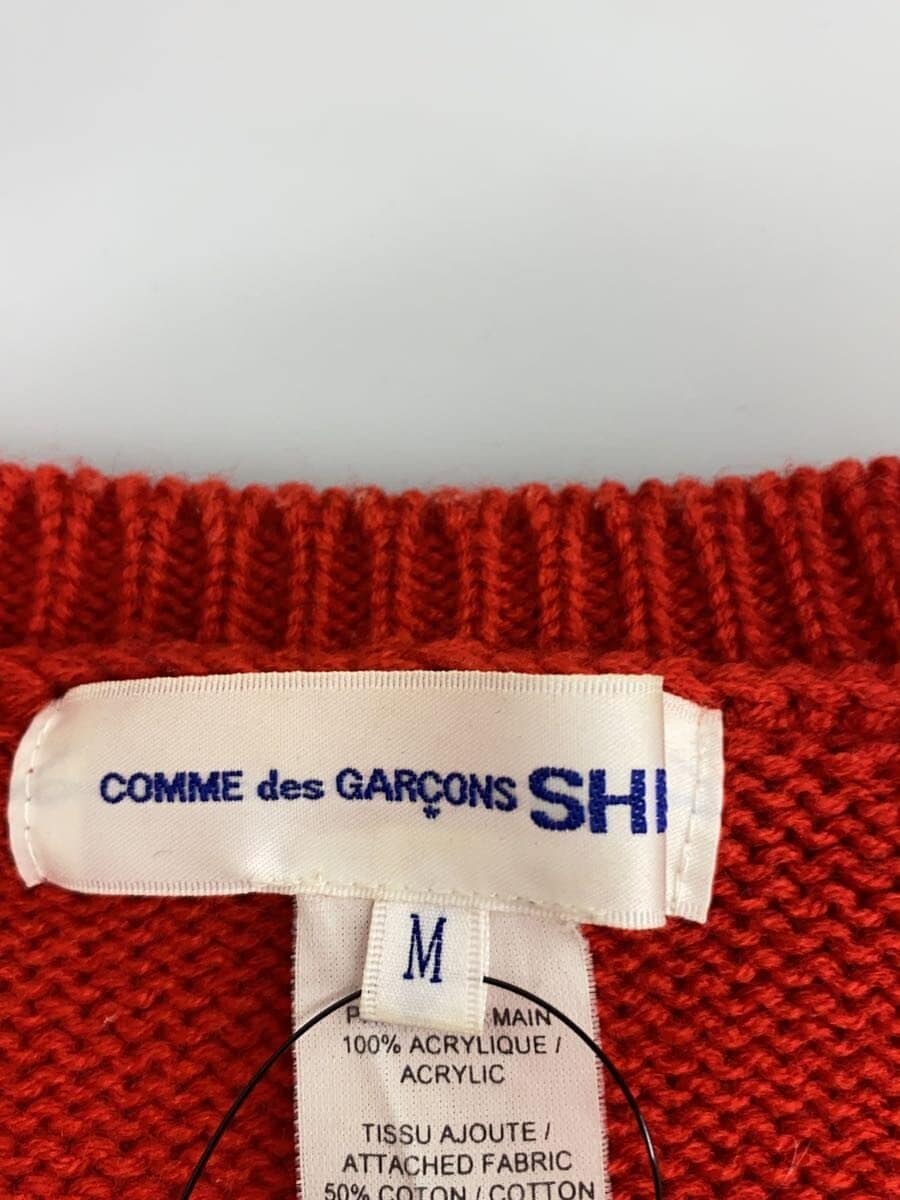 COMME des GARÇONS SHI
M
MAIN
100% ACRYLIQUE /
ACRYLIC
TISSU AJOUTE /
ATTACHED FABRIC
50% COTON / COTTON